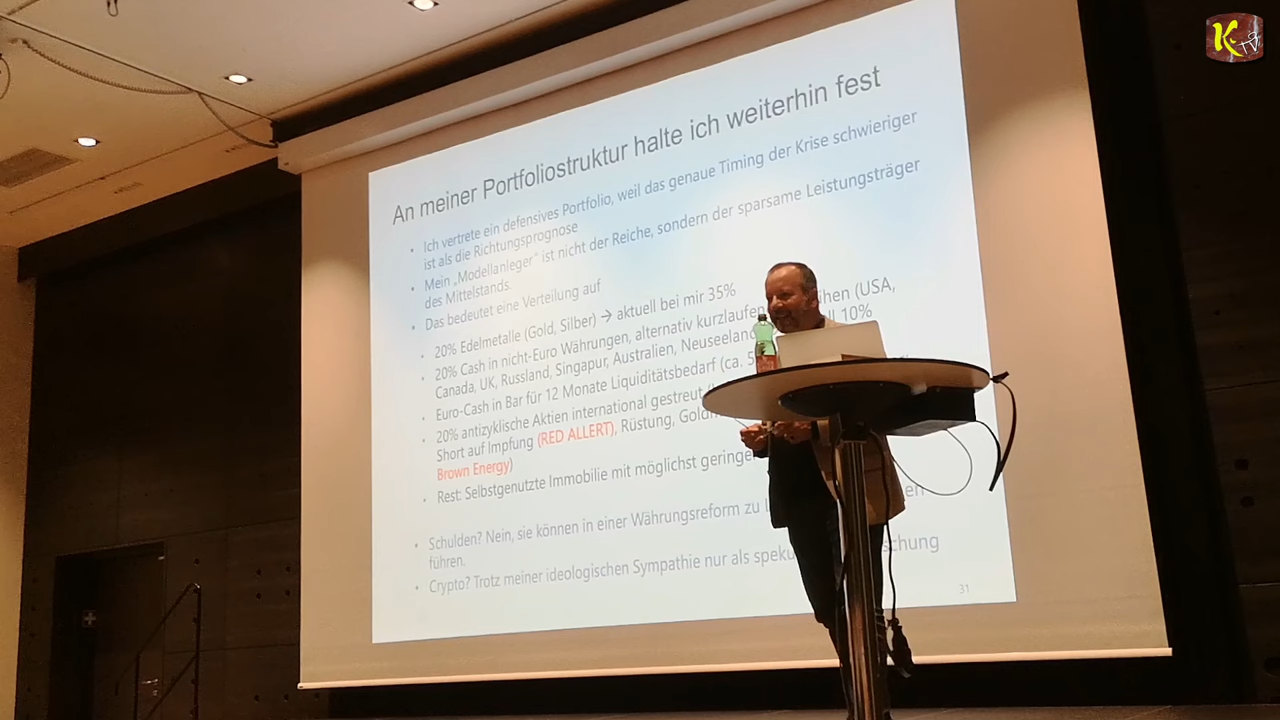 An meiner Portfoliostruktur halte ich weiterhin fest
• Ich vertrete ein defensives Portfolio, weil das genaue Timing der Krise schwieriger
ist als die Richtungsprognose
• Mein „Modellanleger" ist nicht der Reiche, sondern der sparsame Leistungsträger
des Mittelstands.
• Das bedeutet eine Verteilung auf
• 20% Edelmetalle (Gold, Silber) → aktuell bei mir 35%
• 20% Cash in nicht-Euro Währungen, alternativ kurzlaufen (USA,
Canada, UK, Russland, Singapur, Australien, Neuseeland 10%
• Euro-Cash in Bar für 12 Monate Liquiditätsbedarf (ca. 5
• 20% antizyklische Aktien international gestreut
Short auf Impfung (RED ALLERT), Rüstung,
Brown Energy)
• Rest: Selbstgenutzte Immobilie mit möglichst
• Schulden? Nein, sie können in einer Währungsreform zu
führen.
• Crypto? Trotz meiner ideologischen Sympathie nur als
31
K TV